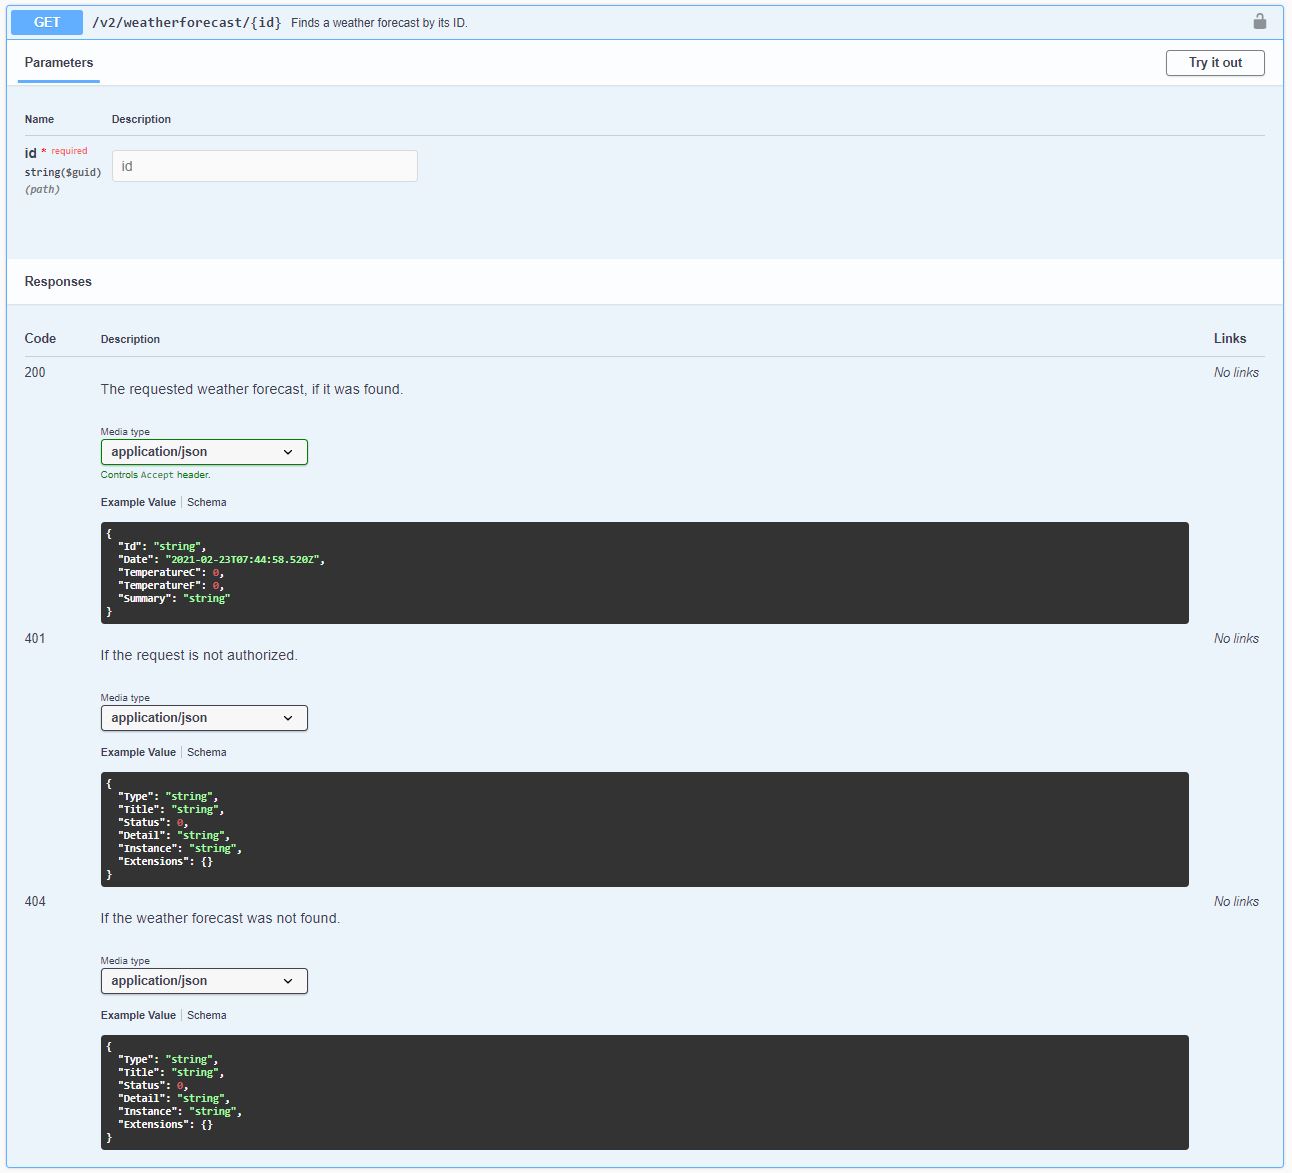 GET /v2/weatherforecast/{id} Finds a weather forecast by its ID.
Parameters
Try it out
Name Description
id * required
string($guid)
(path)
id
Responses
Code Description Links
200 No links
The requested weather forecast, if it was found.
Media type
application/json
Controls Accept header.
Example Value Schema
{
"Id": "string",
"Date": "2021-02-23T07:44:58.520Z",
"TemperatureC": 0,
"TemperatureF": 0,
"Summary": "string"
}
401 No links
If the request is not authorized.
Media type
application/json
Example Value Schema
{
"Type": "string",
"Title": "string",
"Status": 0,
"Detail": "string",
"Instance": "string",
"Extensions": {}
}
404 No links
If the weather forecast was not found.
Media type
application/json
Example Value Schema
{
"Type": "string",
"Title": "string",
"Status": 0,
"Detail": "string",
"Instance": "string",
"Extensions": {}
}